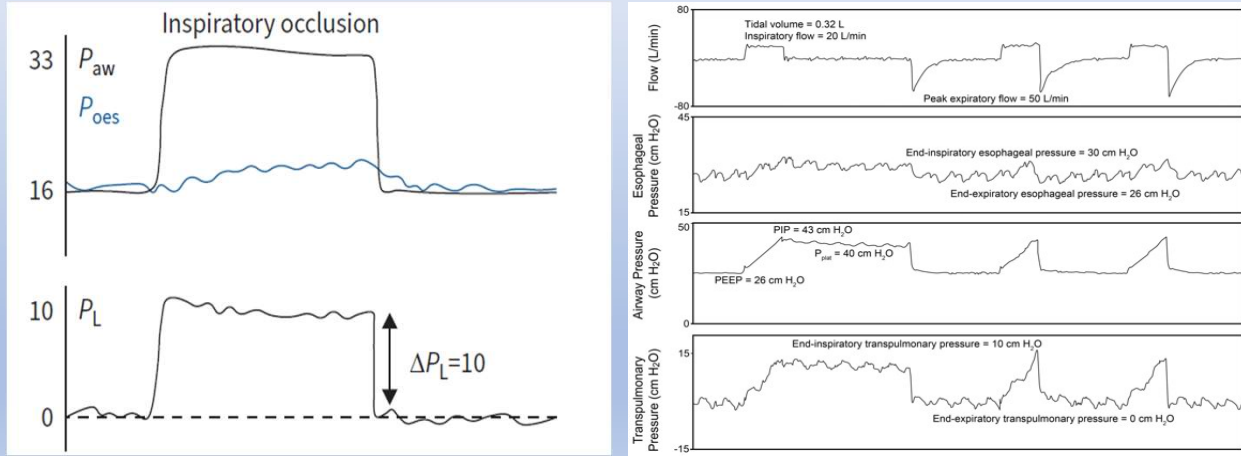 Inspiratory occlusion
33
Paw
Poes
16
10
PL
ΔPL=10
0
80
Flow (L/min)
-80
Tidal volume = 0.32 L
Inspiratory flow = 20 L/min
Peak expiratory flow = 50 L/min
45
Esophageal
Pressure (cm H2O)
15
End-inspiratory esophageal pressure = 30 cm H2O
End-expiratory esophageal pressure = 26 cm H2O
50
Airway Pressure
(cm H2O)
0
PIP = 43 cm H2O
Pplat = 40 cm H2O
PEEP = 26 cm H2O
15
Transpulmonary
Pressure (cm H2O)
-15
End-inspiratory transpulmonary pressure = 10 cm H2O
End-expiratory transpulmonary pressure = 0 cm H2O